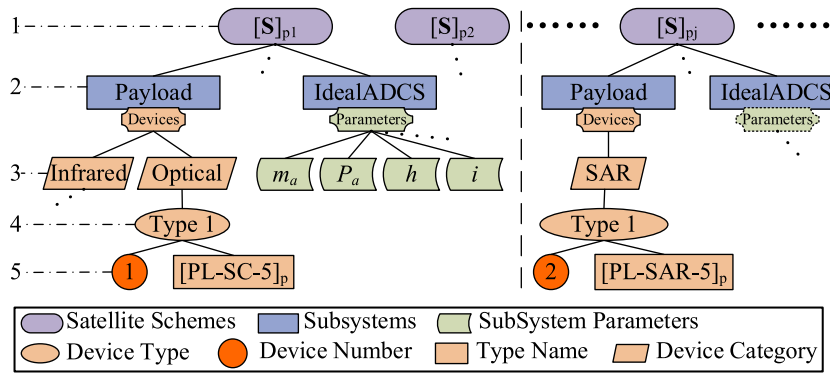 1 [S]p1 [S]p2 [S]pj
2 Payload IdealADCS Payload IdealADCS
Devices Parameters Devices Parameters
3 Infrared Optical ma Pa h i SAR
4 Type 1 Type 1
5 1 [PL-SC-5]p 2 [PL-SAR-5]p
Satellite Schemes Subsystems SubSystem Parameters
Device Type Device Number Type Name Device Category